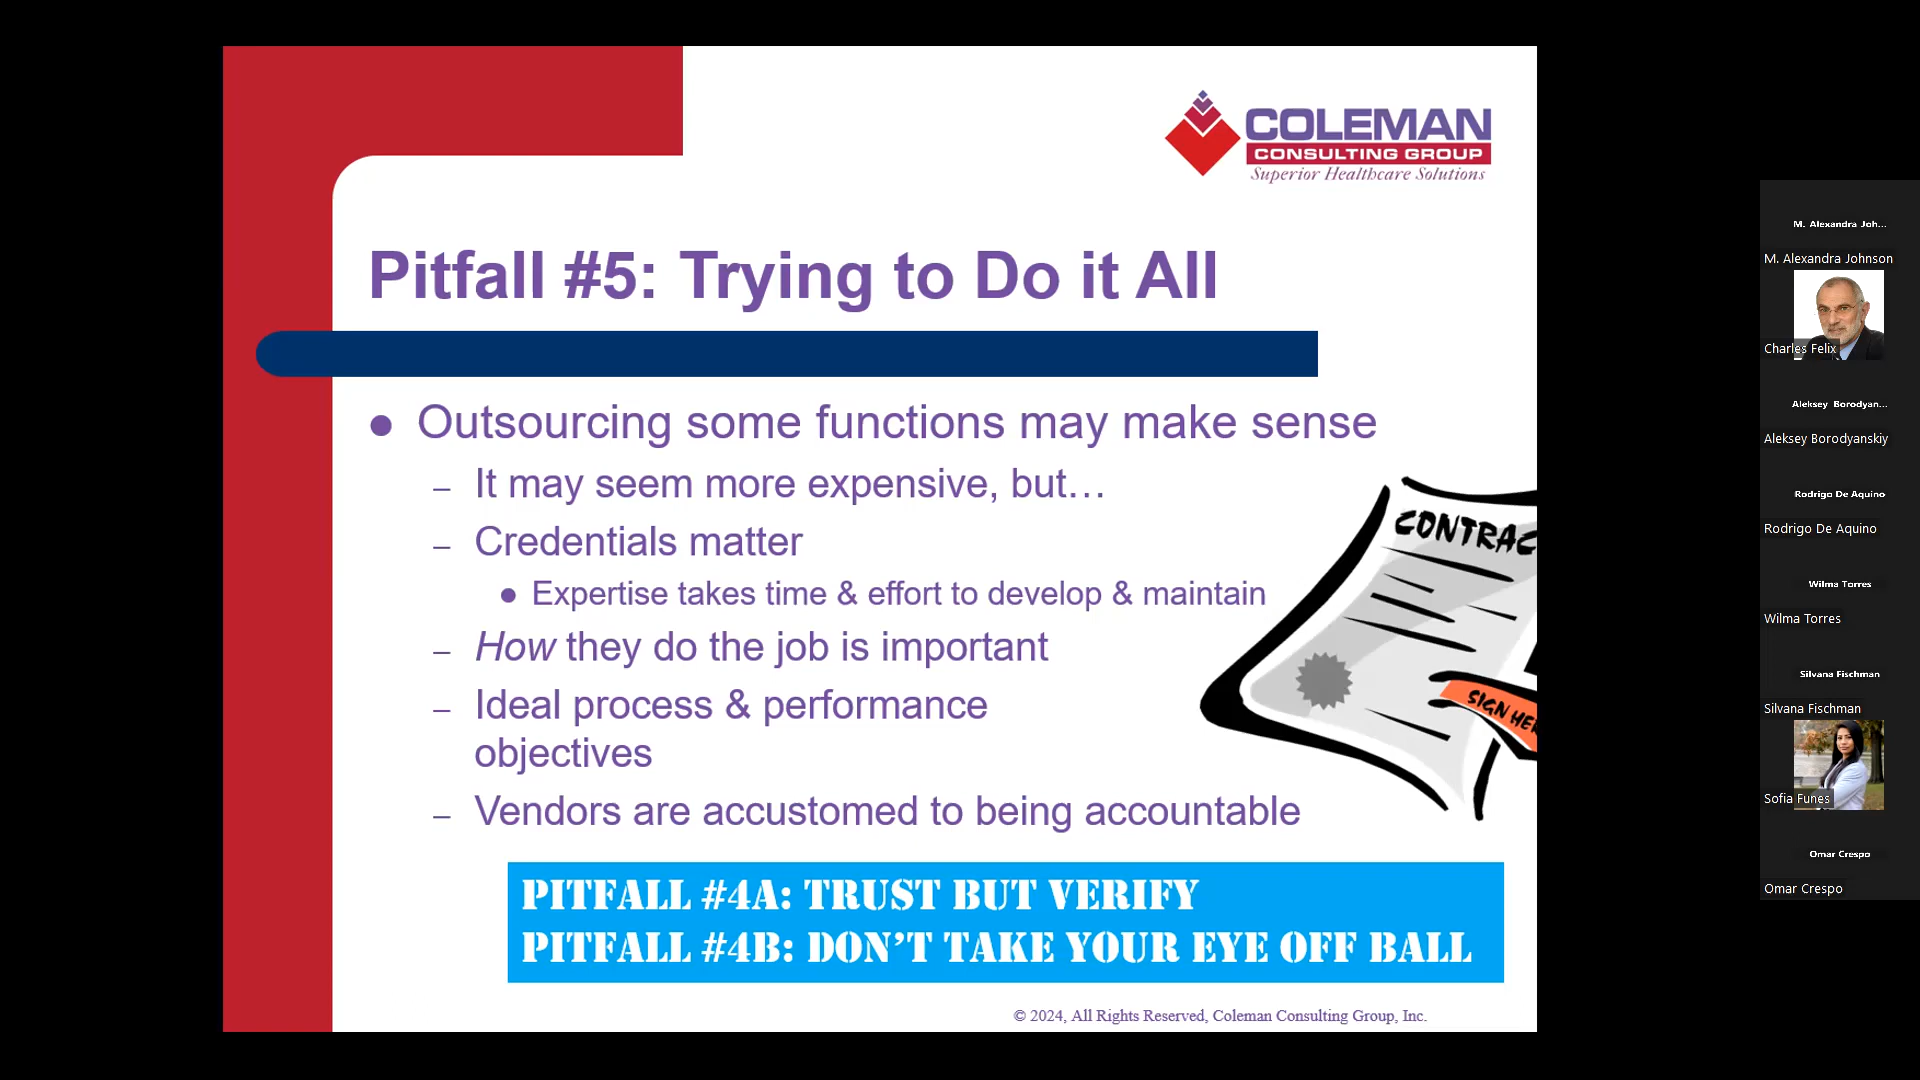 COLEMAN
CONSULTING GROUP
Superior Healthcare Solutions
Pitfall #5: Trying to Do it All
● Outsourcing some functions may make sense
– It may seem more expensive, but…
– Credentials matter
● Expertise takes time & effort to develop & maintain
– How they do the job is important
– Ideal process & performance
objectives
– Vendors are accustomed to being accountable
CONTRAC
SIGN HE
PITFALL #4A: TRUST BUT VERIFY
PITFALL #4B: DON’T TAKE YOUR EYE OFF BALL
© 2024, All Rights Reserved, Coleman Consulting Group, Inc.
M. Alexandra Joh...
M. Alexandra Johnson
Charles Felix
Aleksey Borodyan...
Aleksey Borodyanskiy
Rodrigo De Aquino
Rodrigo De Aquino
Wilma Torres
Wilma Torres
Silvana Fischman
Silvana Fischman
Sofia Funes
Omar Crespo
Omar Crespo